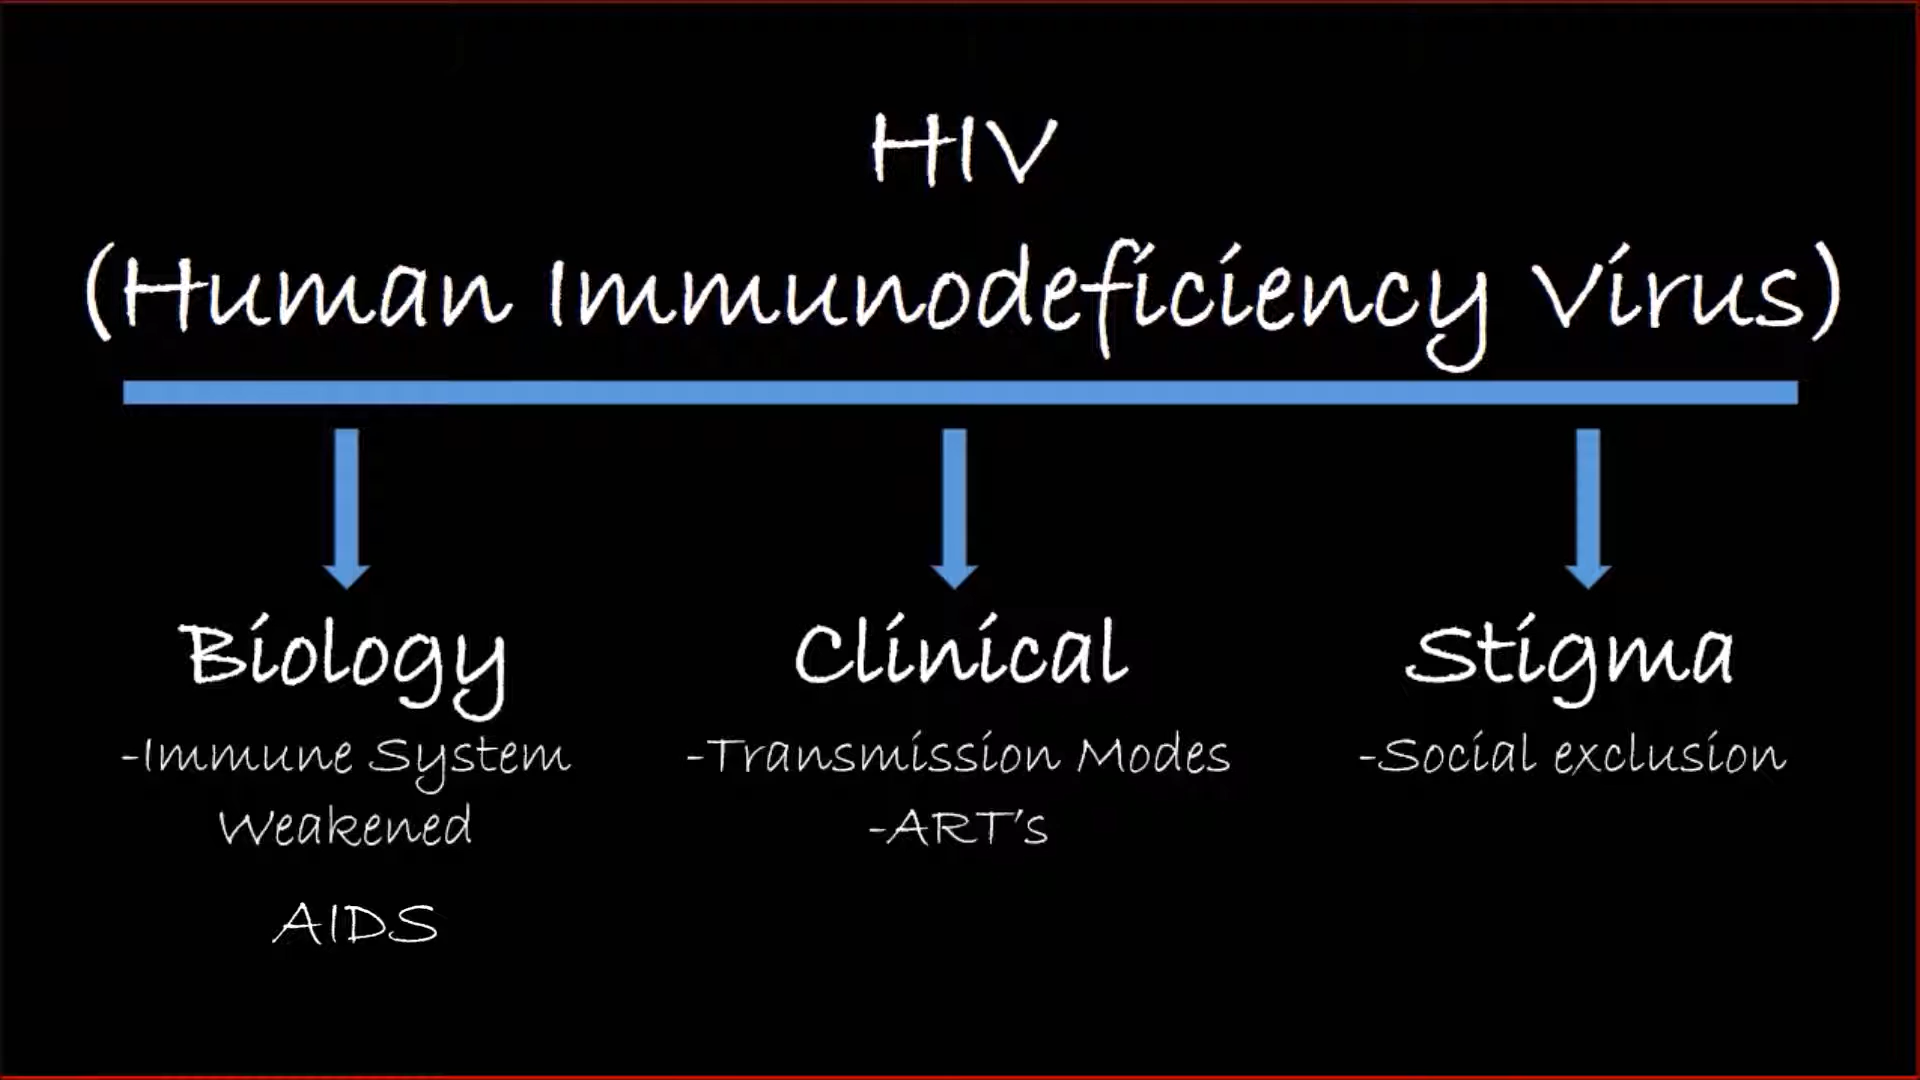 HIV
(Human Immunodeficiency Virus)
Biology
-Immune System
Weakened
AIDS
Clinical
-Transmission Modes
-ART's
Stigma
-Social exclusion